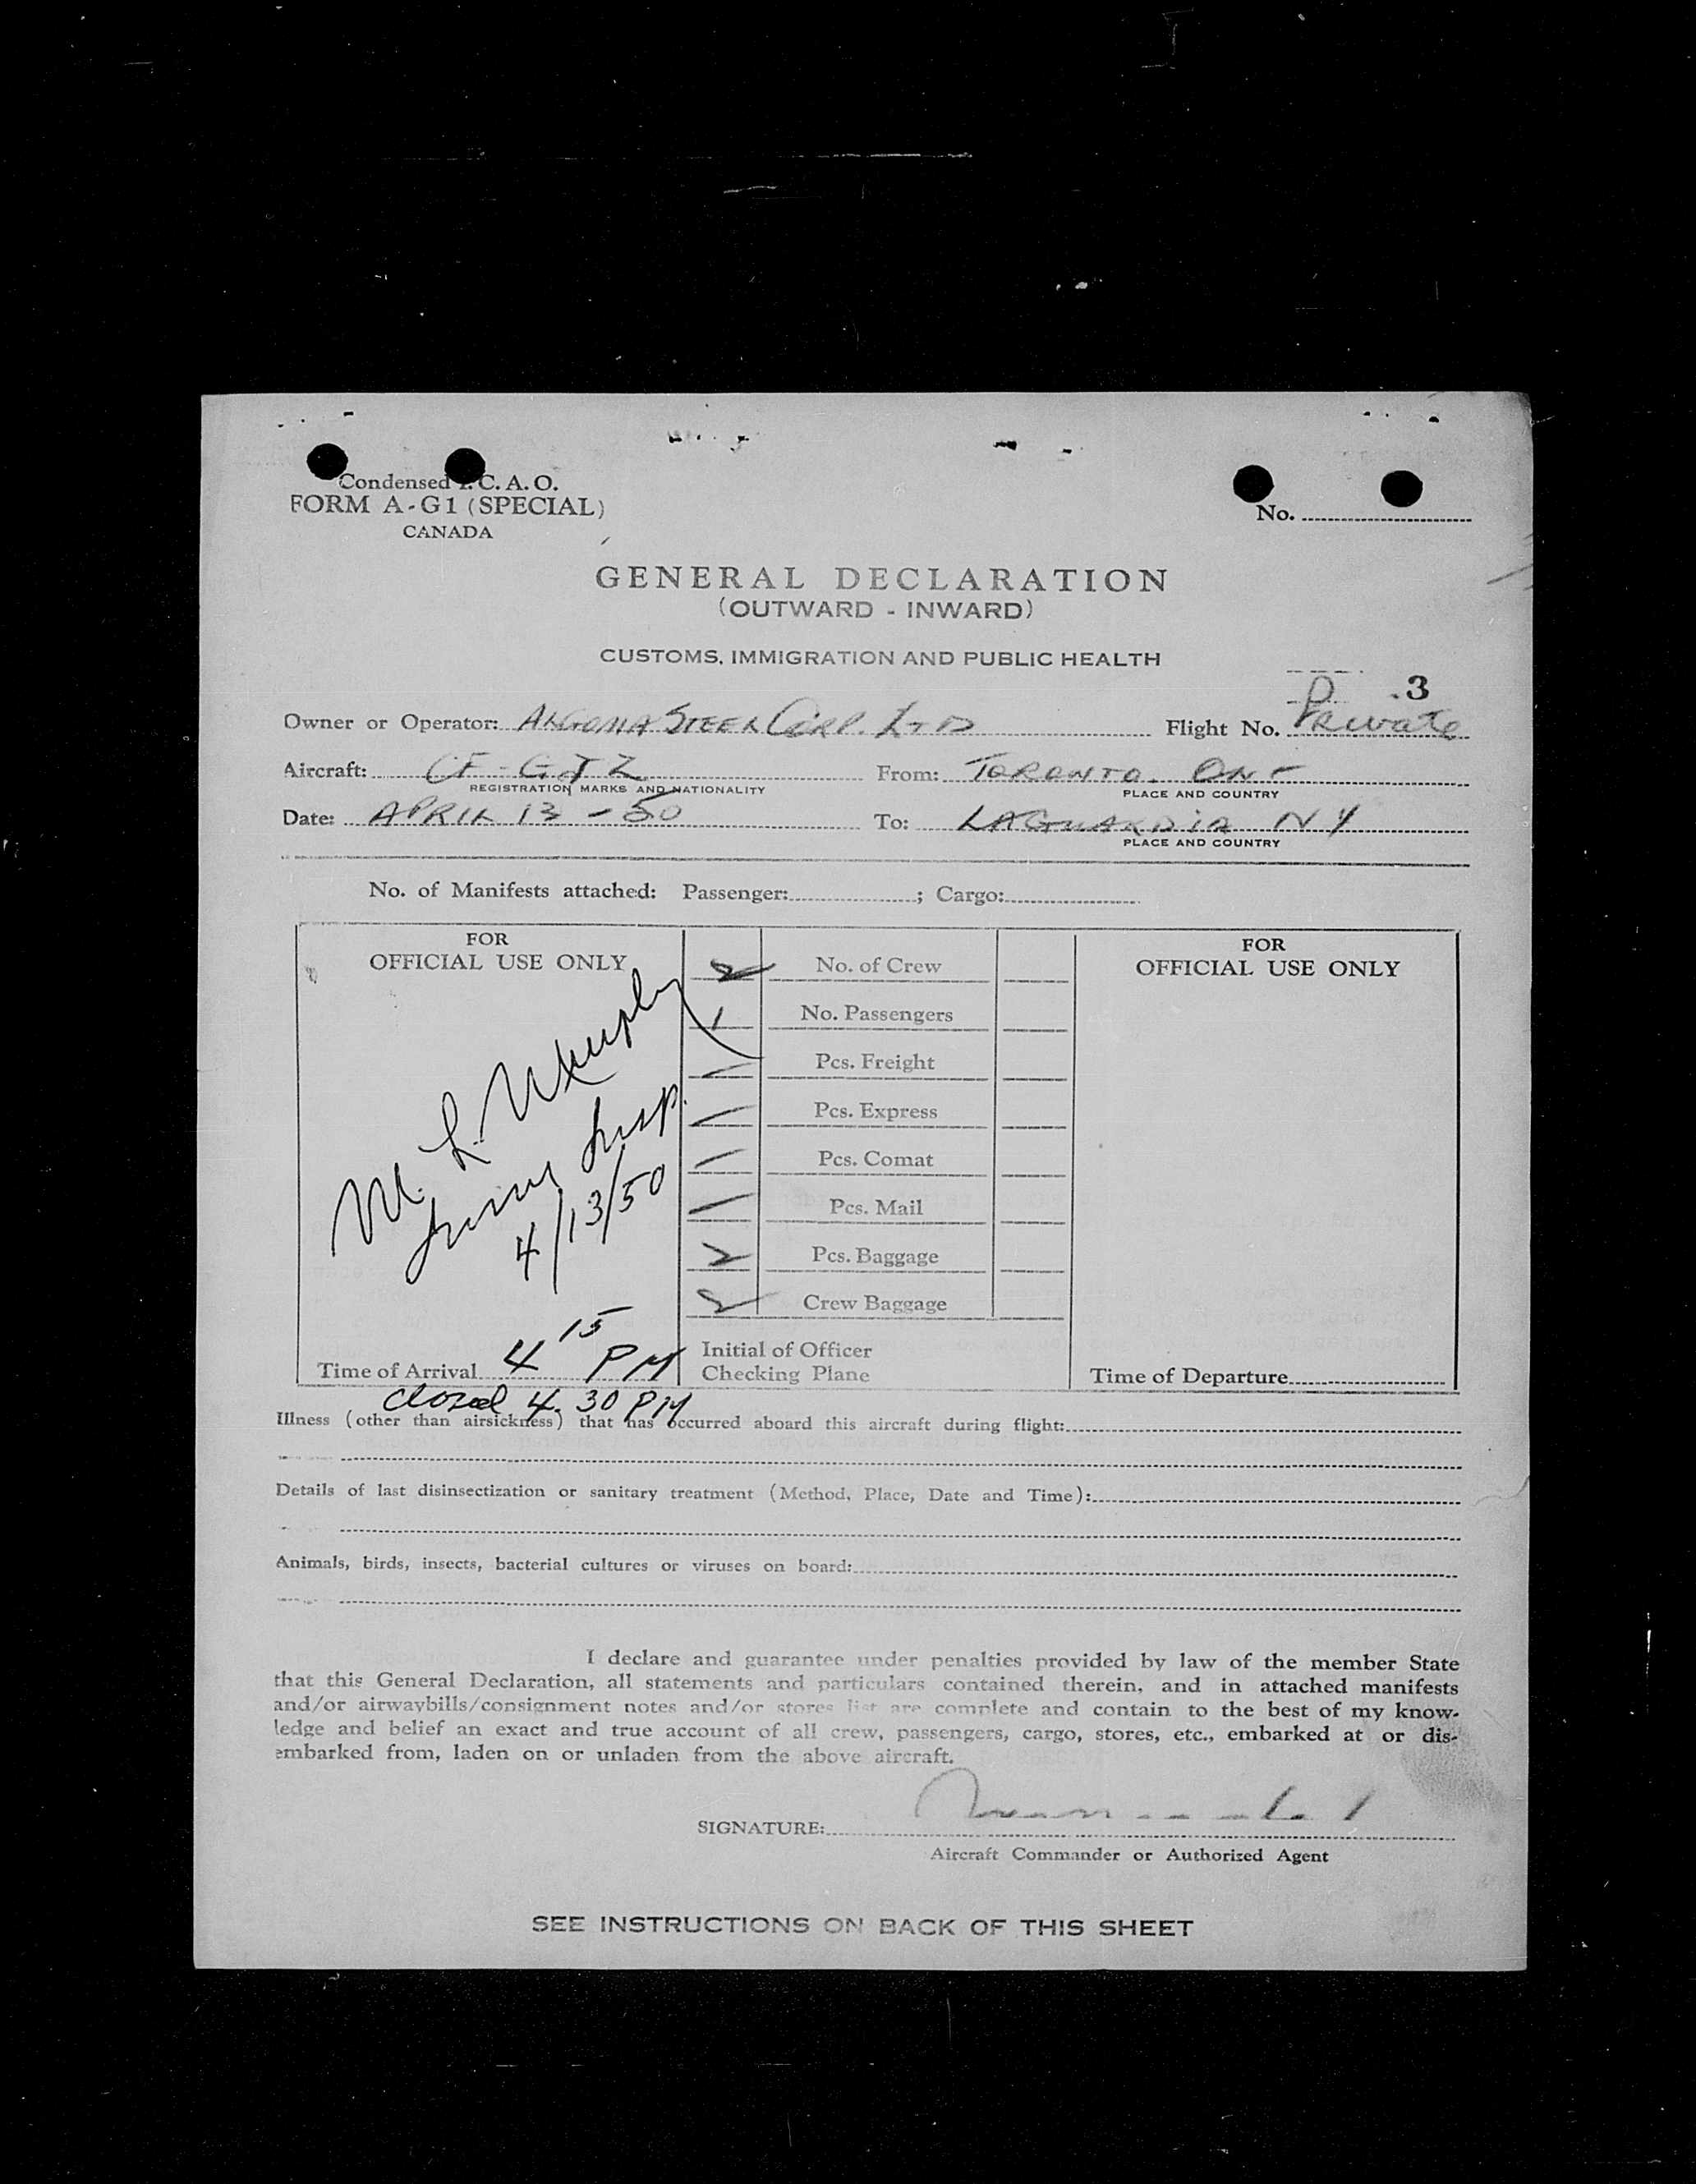 Condensed I.C.A.O.
FORM A-G1 (SPECIAL)
CANADA
No.
GENERAL DECLARATION
(OUTWARD - INWARD)
CUSTOMS, IMMIGRATION AND PUBLIC HEALTH
P .3
Owner or Operator: ALGOMA STEEL CORP. LTD Flight No. Private
Aircraft: CF-GJZ From: TORONTO. ONT
REGISTRATION MARKS AND NATIONALITY PLACE AND COUNTRY
Date: APRIL 13 - 50 To: LAGUARDIA NY
PLACE AND COUNTRY
No. of Manifests attached: Passenger: ; Cargo:
FOR
OFFICIAL USE ONLY
M. L. Murphy
Imm Insp.
4/13/50
Time of Arrival 4 15 PM
closed 4.30 PM
2 No. of Crew
1 No. Passengers
/ Pcs. Freight
/ Pcs. Express
/ Pcs. Comat
/ Pcs. Mail
2 Pcs. Baggage
2 Crew Baggage
Initial of Officer
Checking Plane
FOR
OFFICIAL USE ONLY
Time of Departure
Illness (other than airsickness) that has occurred aboard this aircraft during flight:
Details of last disinsectization or sanitary treatment (Method, Place, Date and Time):
Animals, birds, insects, bacterial cultures or viruses on board:
I declare and guarantee under penalties provided by law of the member State
that this General Declaration, all statements and particulars contained therein, and in attached manifests
and/or airwaybills/consignment notes and/or stores list are complete and contain to the best of my know-
ledge and belief an exact and true account of all crew, passengers, cargo, stores, etc., embarked at or dis-
embarked from, laden on or unladen from the above aircraft.
SIGNATURE:
Aircraft Commander or Authorized Agent
SEE INSTRUCTIONS ON BACK OF THIS SHEET